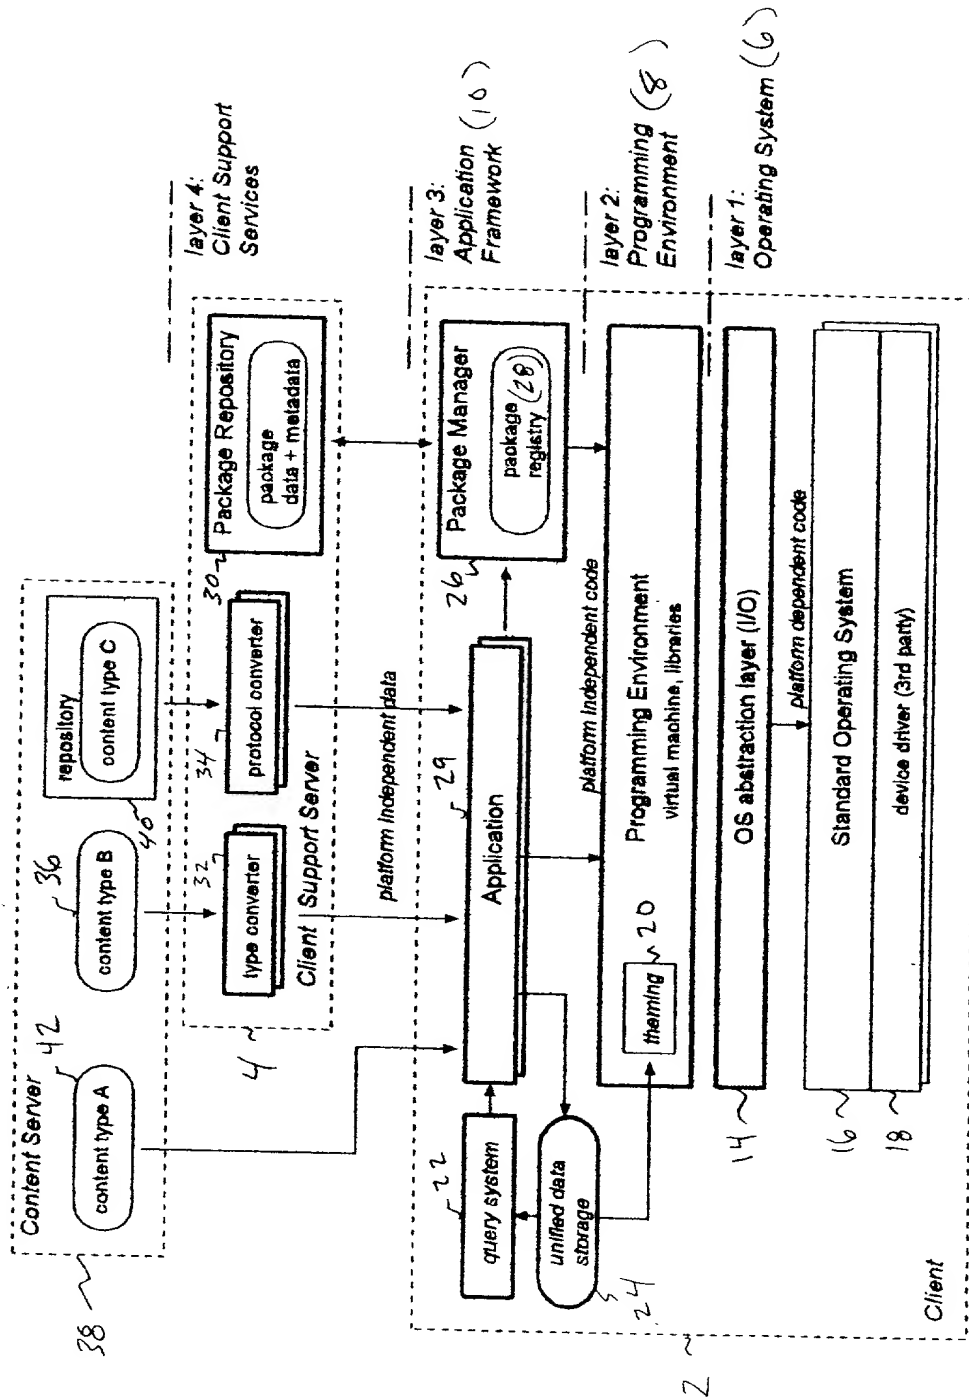 Content Server
38
content type A
42
content type B
36
repository
content type C
40
layer 4:
Client Support
Services
4
type converter
32
protocol converter
34
Package Repository
package
data + metadata
30
Client Support Server
platform independent data
layer 3:
Application (10)
Framework
query system
22
unified data
storage
24
Application
29
Package Manager
package
registry (28)
26
platform independent code
layer 2:
Programming (8)
Environment
theming
20
Programming Environment
virtual machine, libraries
layer 1:
Operating System (6)
OS abstraction layer (I/O)
14
platform dependent code
Standard Operating System
16
device driver (3rd party)
18
Client
2